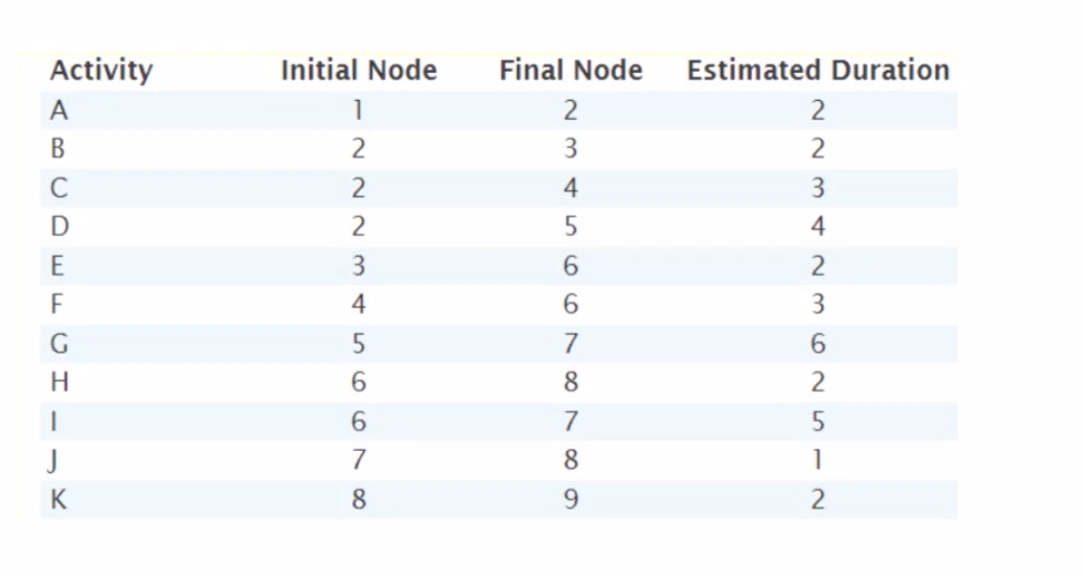 Activity Initial Node Final Node Estimated Duration
A 1 2 2
B 2 3 2
C 2 4 3
D 2 5 4
E 3 6 2
F 4 6 3
G 5 7 6
H 6 8 2
I 6 7 5
J 7 8 1
K 8 9 2